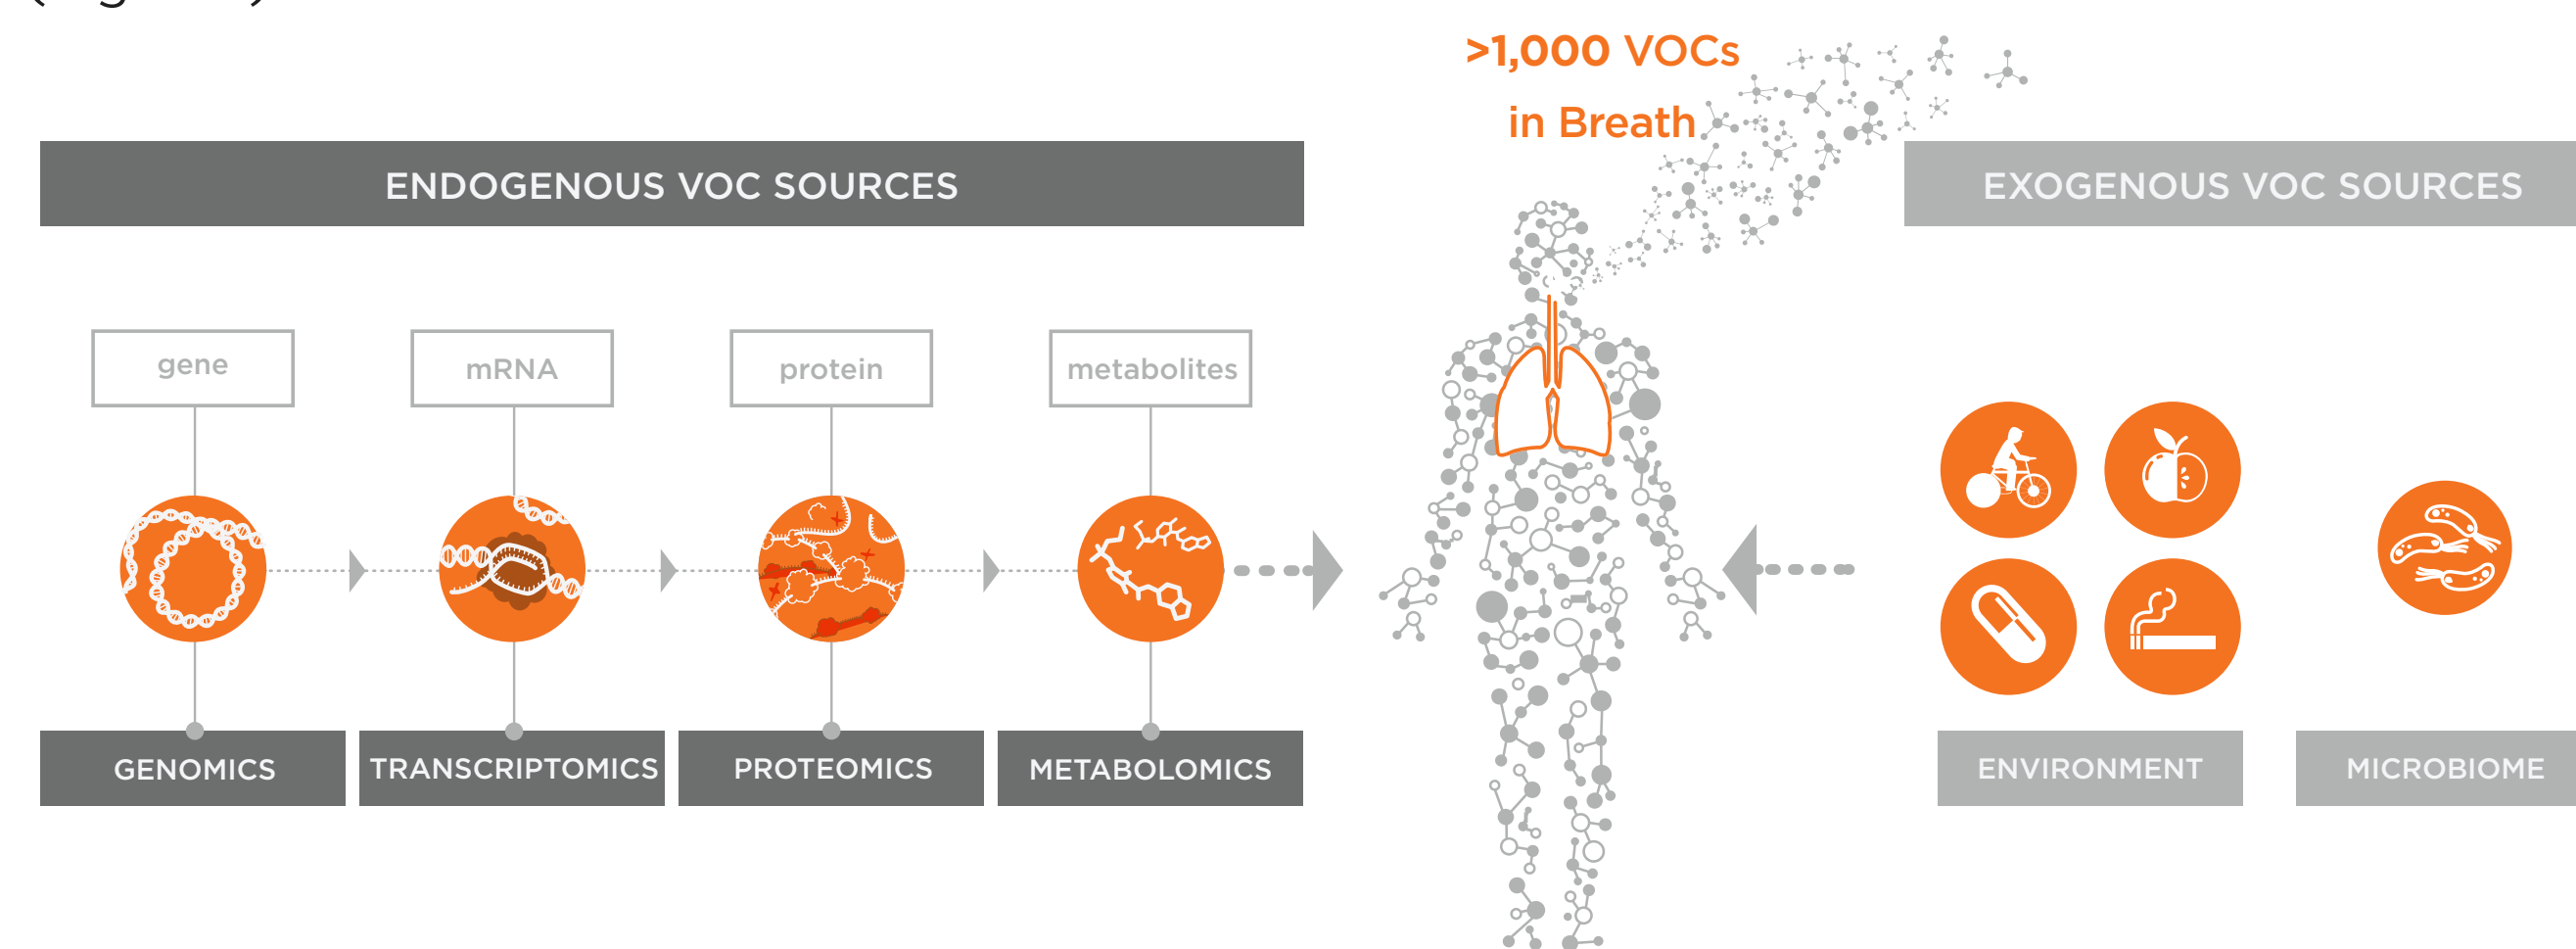 >1,000 VOCs
in Breath
ENDOGENOUS VOC SOURCES
EXOGENOUS VOC SOURCES
gene
mRNA
protein
metabolites
GENOMICS
TRANSCRIPTOMICS
PROTEOMICS
METABOLOMICS
ENVIRONMENT
MICROBIOME